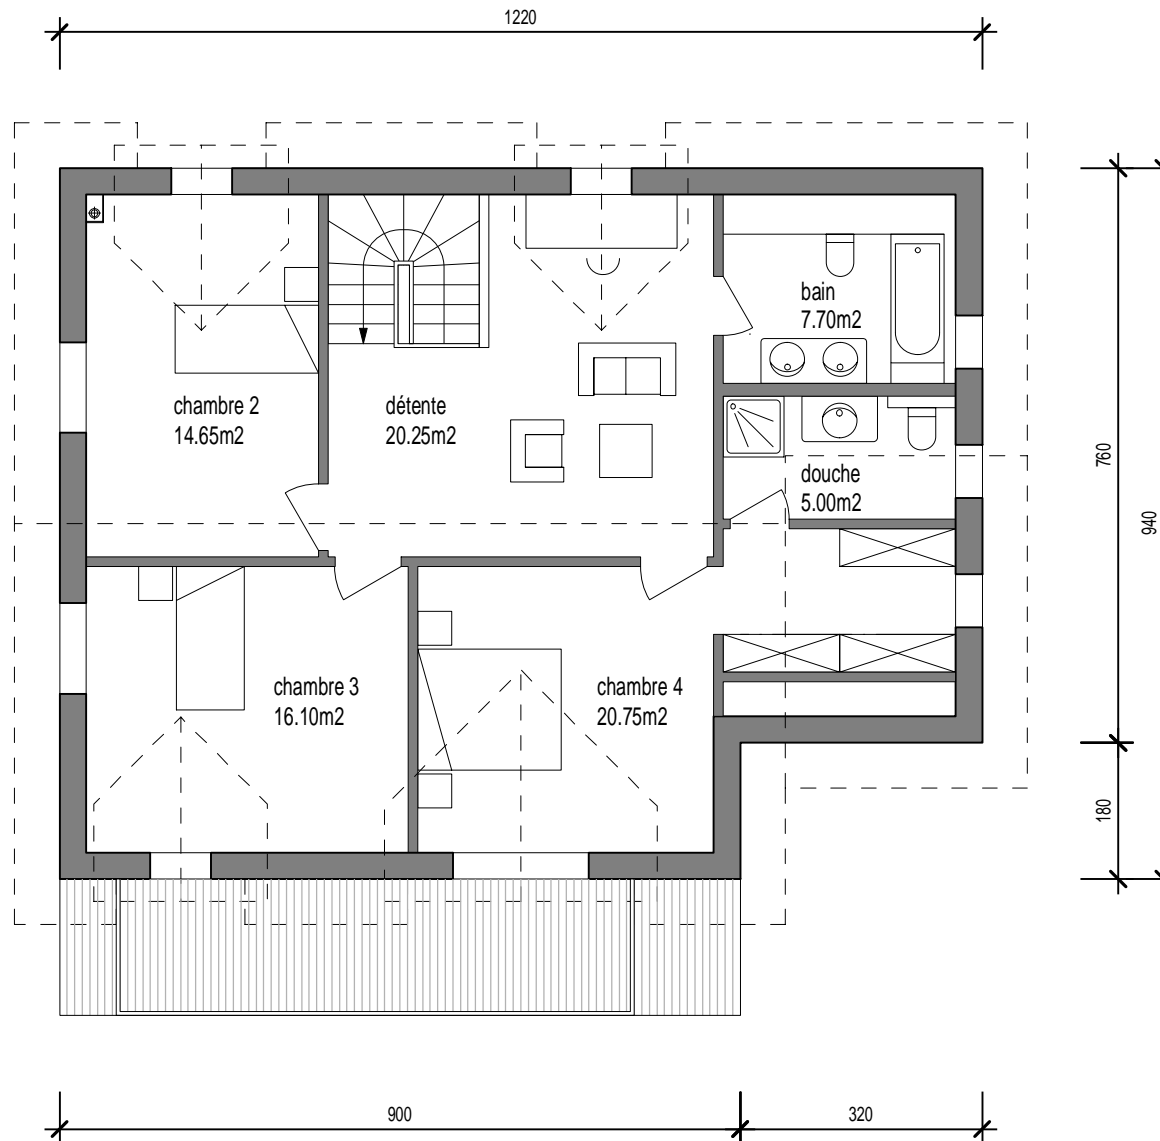 1220
bain
7.70m2
chambre 2
14.65m2
détente
20.25m2
760
douche
5.00m2
940
chambre 3
16.10m2
chambre 4
20.75m2
180
900
320